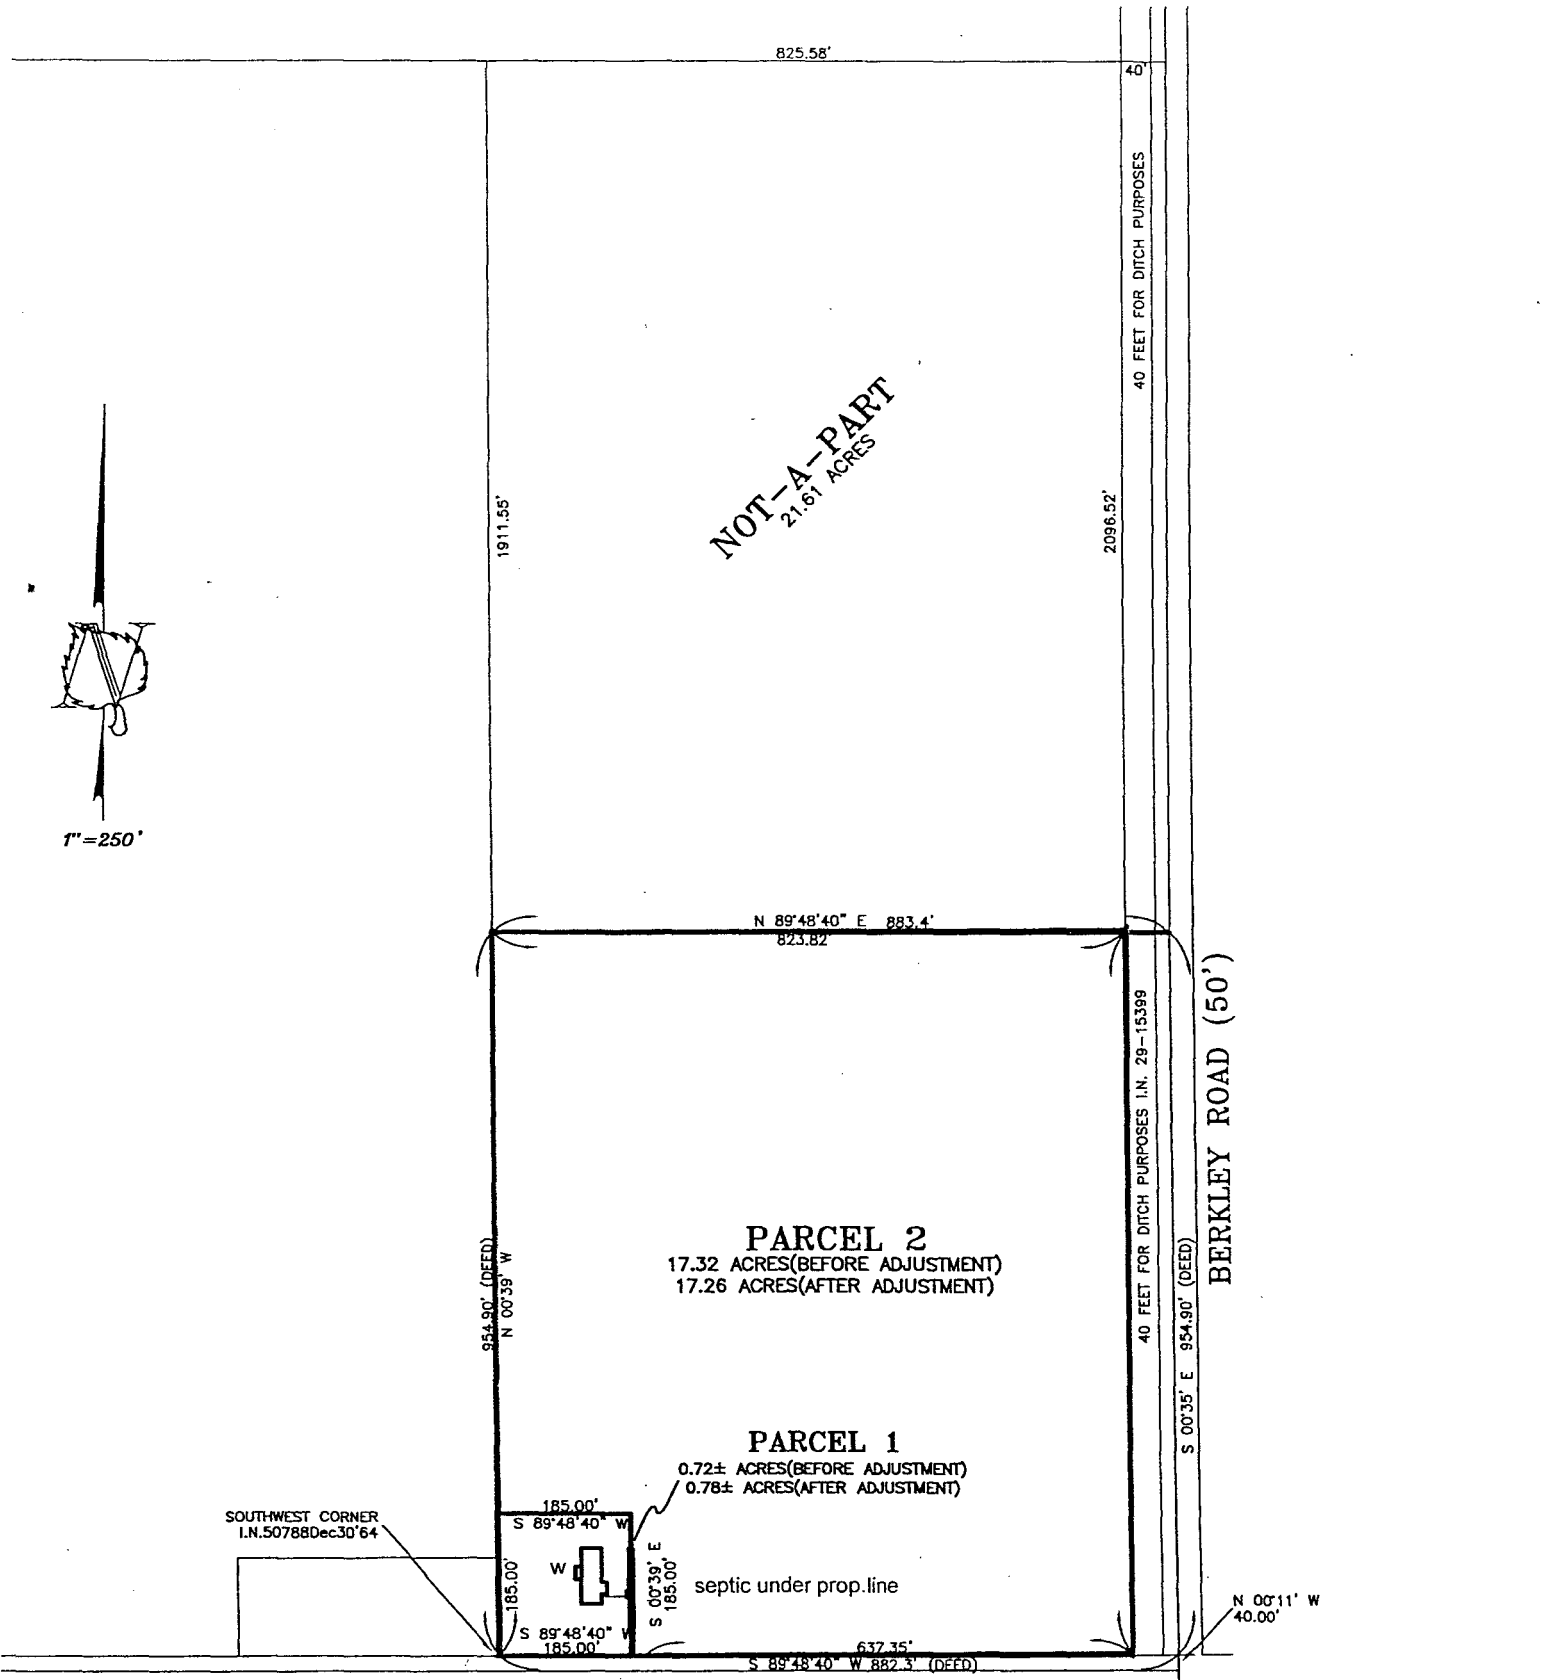 825.58'
40'
40 FEET FOR DITCH PURPOSES
NOT-A-PART
21.61 ACRES
1911.55'
2096.52'
1"=250'
N 89°48'40" E 883.4'
823.82'
BERKLEY ROAD (50')
40 FEET FOR DITCH PURPOSES I.N. 29-15399
S 00°35' E 954.90' (DEED)
954.90' (DEED)
N 00°39' W
PARCEL 2
17.32 ACRES(BEFORE ADJUSTMENT)
17.26 ACRES(AFTER ADJUSTMENT)
PARCEL 1
0.72± ACRES(BEFORE ADJUSTMENT)
0.78± ACRES(AFTER ADJUSTMENT)
SOUTHWEST CORNER
I.N.50788Dec30'64
185.00'
S 89°48'40" W
W
185.00'
S 00°39' E
185.00'
septic under prop.line
S 89°48'40" W
185.00'
637.35'
S 89°48'40" W 882.3' (DEED)
N 00°11' W
40.00'